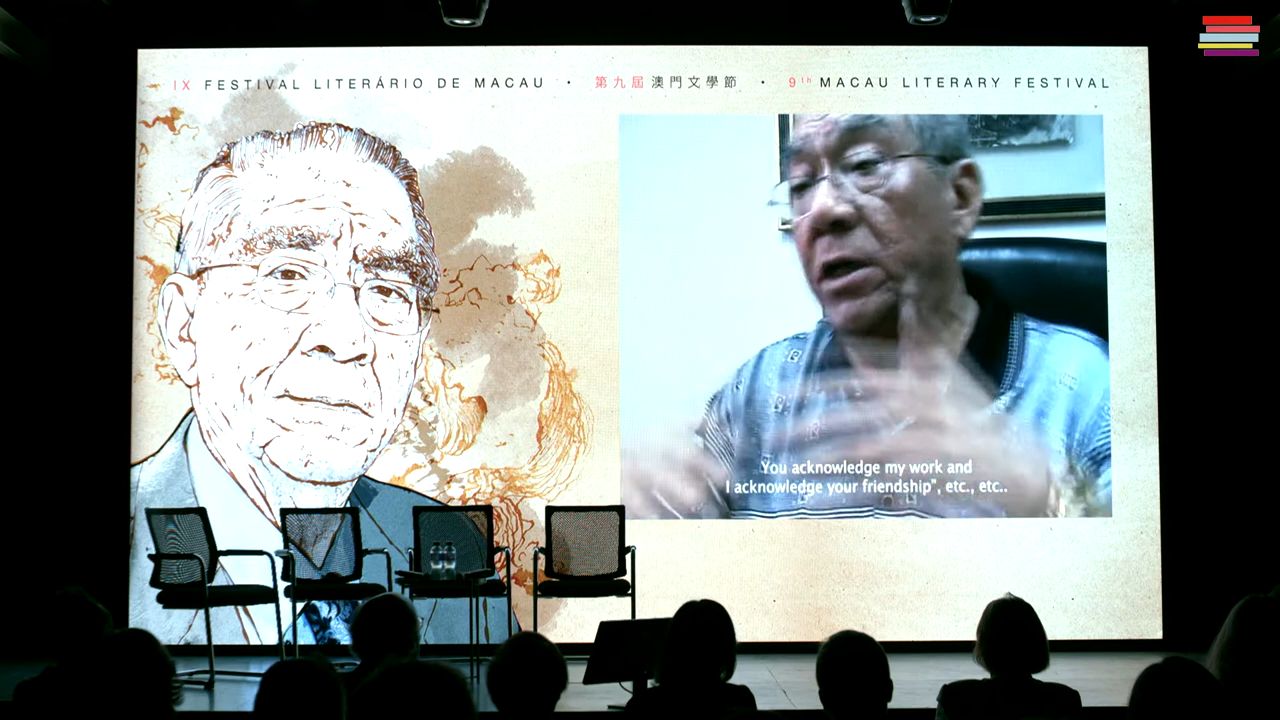 IX FESTIVAL LITERÁRIO DE MACAU • 第九屆澳門文學節 • 9th MACAU LITERARY FESTIVAL
You acknowledge my work and
I acknowledge your friendship", etc., etc..